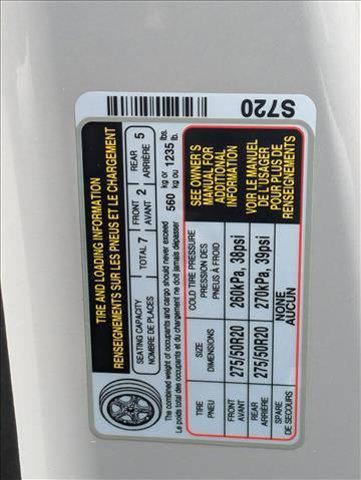 S720
TIRE AND LOADING INFORMATION
RENSEIGNEMENTS SUR LES PNEUS ET LE CHARGEMENT
SEATING CAPACITY
NOMBRE DE PLACES
TOTAL 7
FRONT
AVANT 2
REAR
ARRIÈRE 5
The combined weight of occupants and cargo should never exceed
Le poids total des occupants et du chargement ne doit jamais dépasser
560 kg or kg ou 1235 lbs. lb.
TIRE
PNEU
SIZE
DIMENSIONS
COLD TIRE PRESSURE
PRESSION DES
PNEUS À FROID
FRONT
AVANT
275/50R20
260kPa, 38psi
REAR
ARRIERE
275/50R20
270kPa, 39psi
SPARE
DE SECOURS
NONE
AUCUN
SEE OWNER'S
MANUAL FOR
ADDITIONAL
INFORMATION
VOIR LE MANUEL
DE L'USAGER
POUR PLUS DE
RENSEIGNEMENTS